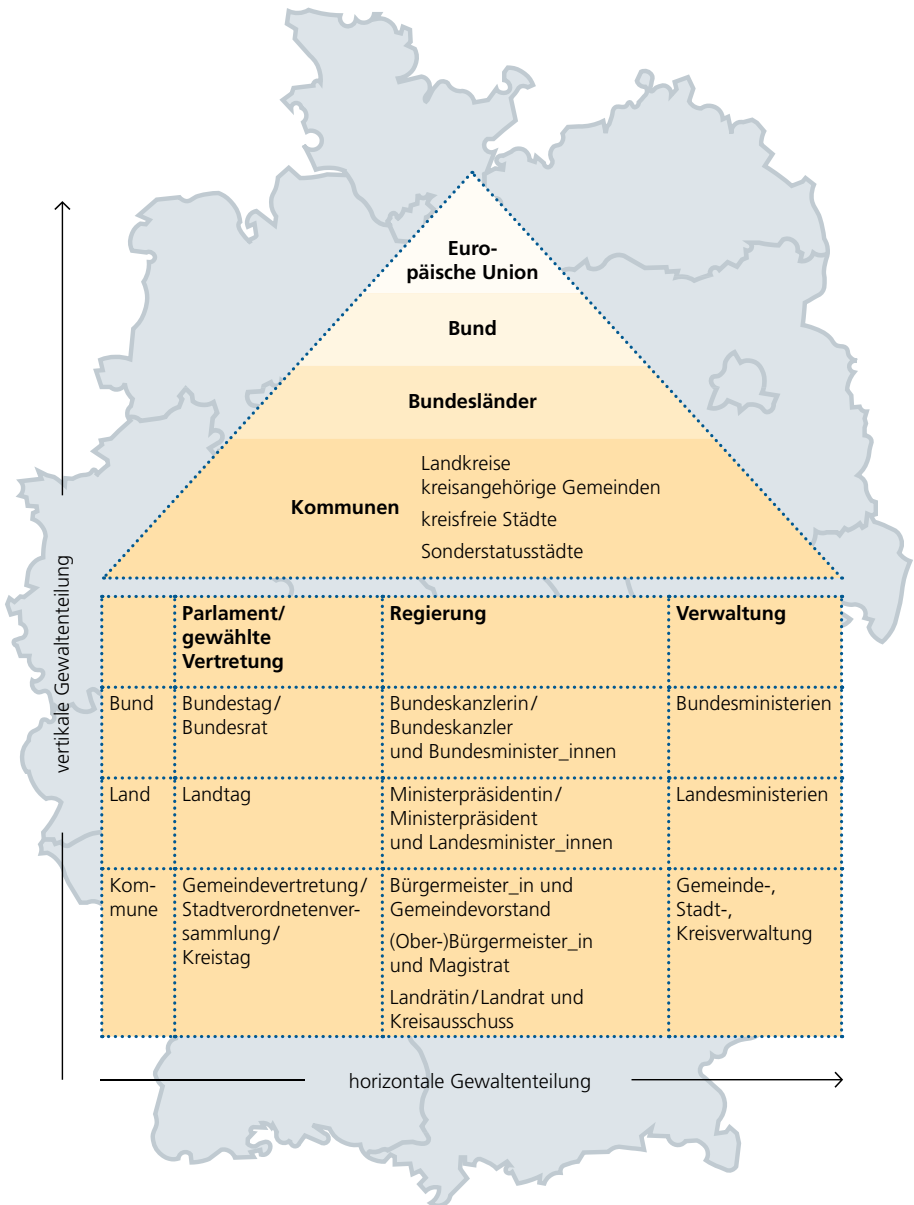 Euro-
päische Union
Bund
Bundesländer
Kommunen
Landkreise
kreisangehörige Gemeinden
kreisfreie Städte
Sonderstatusstädte
vertikale Gewaltenteilung
Parlament/
gewählte
Vertretung
Regierung
Verwaltung
Bund
Bundestag/
Bundesrat
Bundeskanzlerin/
Bundeskanzler
und Bundesminister_innen
Bundesministerien
Land
Landtag
Ministerpräsidentin/
Ministerpräsident
und Landesminister_innen
Landesministerien
Kom-
mune
Gemeindevertretung/
Stadtverordnetenver-
sammlung/
Kreistag
Bürgermeister_in und
Gemeindevorstand
(Ober-)Bürgermeister_in
und Magistrat
Landrätin/Landrat und
Kreisausschuss
Gemeinde-,
Stadt-,
Kreisverwaltung
horizontale Gewaltenteilung